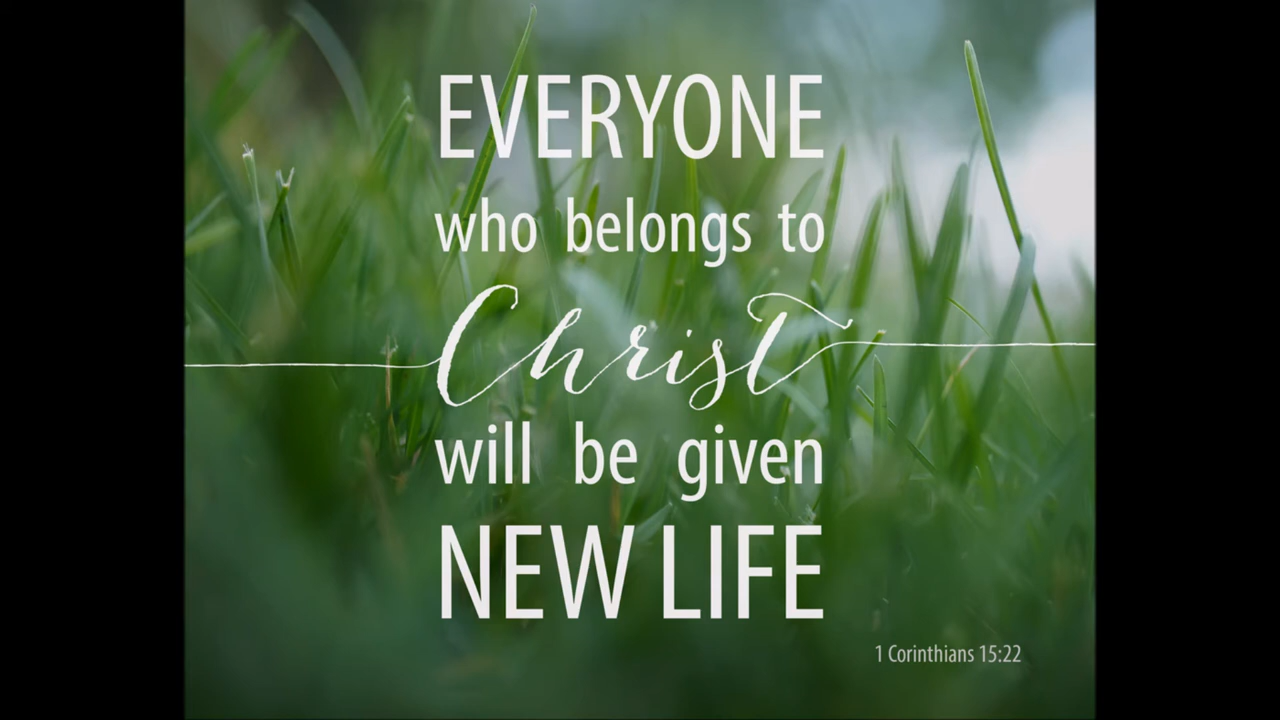 EVERYONE
who belongs to
Christ
will be given
NEW LIFE
1 Corinthians 15:22